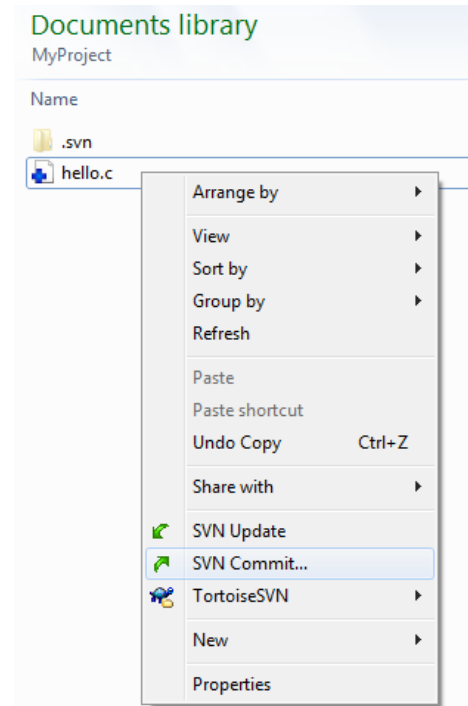 Documents library
MyProject
Name
.svn
hello.c
Arrange by
View
Sort by
Group by
Refresh
Paste
Paste shortcut
Undo Copy Ctrl+Z
Share with
SVN Update
SVN Commit...
TortoiseSVN
New
Properties